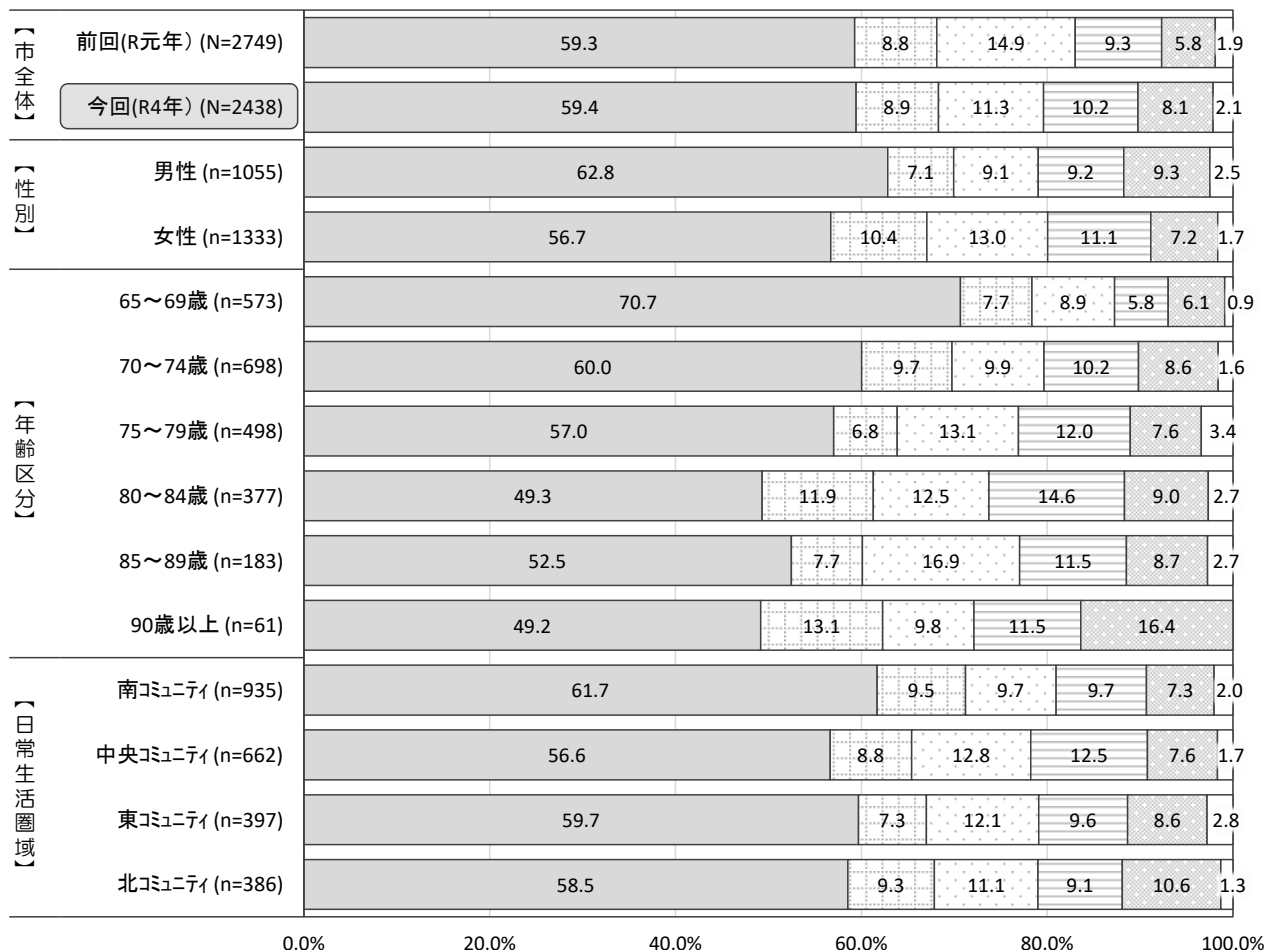 【市全体】
前回(R元年) (N=2749) 59.3 8.8 14.9 9.3 5.8 1.9
今回(R4年) (N=2438) 59.4 8.9 11.3 10.2 8.1 2.1
【性別】
男性 (n=1055) 62.8 7.1 9.1 9.2 9.3 2.5
女性 (n=1333) 56.7 10.4 13.0 11.1 7.2 1.7
【年齢区分】
65～69歳 (n=573) 70.7 7.7 8.9 5.8 6.1 0.9
70～74歳 (n=698) 60.0 9.7 9.9 10.2 8.6 1.6
75～79歳 (n=498) 57.0 6.8 13.1 12.0 7.6 3.4
80～84歳 (n=377) 49.3 11.9 12.5 14.6 9.0 2.7
85～89歳 (n=183) 52.5 7.7 16.9 11.5 8.7 2.7
90歳以上 (n=61) 49.2 13.1 9.8 11.5 16.4
【日常生活圏域】
南コミュニティ (n=935) 61.7 9.5 9.7 9.7 7.3 2.0
中央コミュニティ (n=662) 56.6 8.8 12.8 12.5 7.6 1.7
東コミュニティ (n=397) 59.7 7.3 12.1 9.6 8.6 2.8
北コミュニティ (n=386) 58.5 9.3 11.1 9.1 10.6 1.3
0.0% 20.0% 40.0% 60.0% 80.0% 100.0%